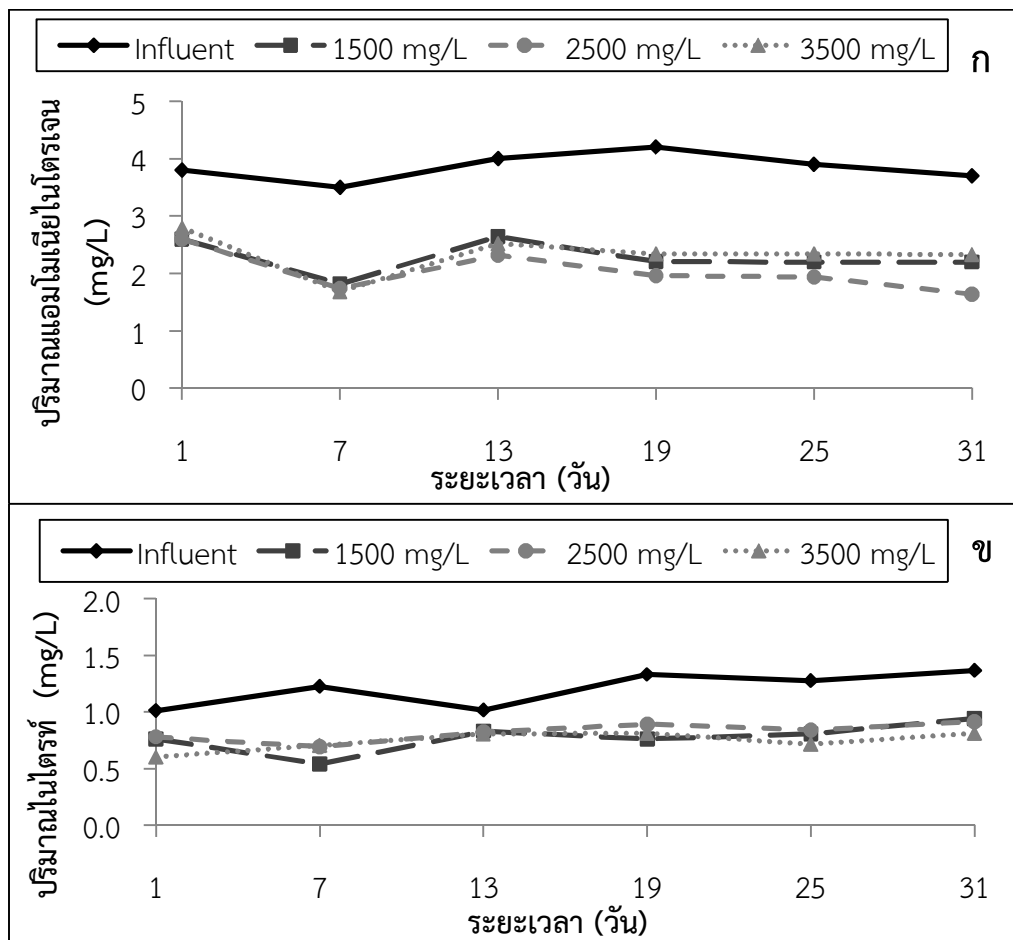 Influent 1500 mg/L 2500 mg/L 3500 mg/L
ก
ปริมาณแอมโมเนียไนโตรเจน
(mg/L)
5
4
3
2
1
0
1 7 13 19 25 31
ระยะเวลา (วัน)
Influent 1500 mg/L 2500 mg/L 3500 mg/L
ข
ปริมาณไนไตรท์ (mg/L)
2.0
1.5
1.0
0.5
0.0
1 7 13 19 25 31
ระยะเวลา (วัน)